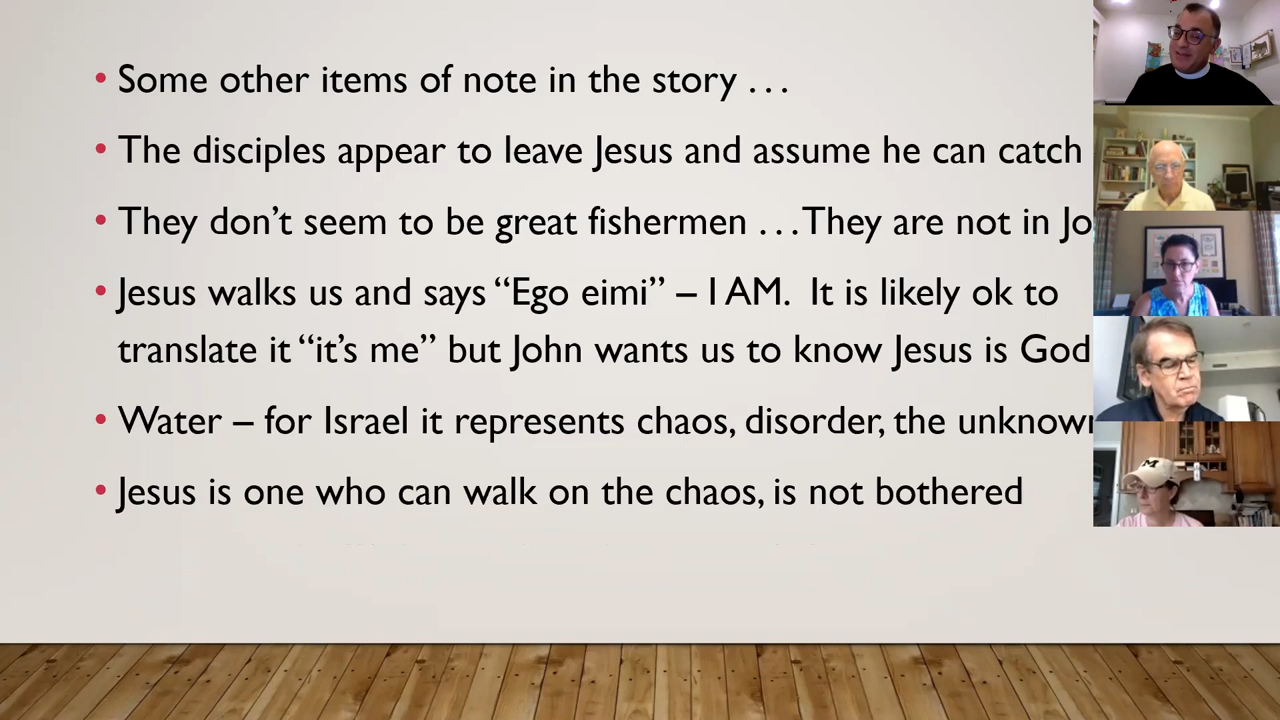 Some other items of note in the story . . .
The disciples appear to leave Jesus and assume he can catch
They don’t seem to be great fishermen . . . They are not in
Jesus walks us and says “Ego eimi” – I AM. It is likely ok to
translate it “it’s me” but John wants us to know Jesus is God
Water – for Israel it represents chaos, disorder, the unknown
Jesus is one who can walk on the chaos, is not bothered
M